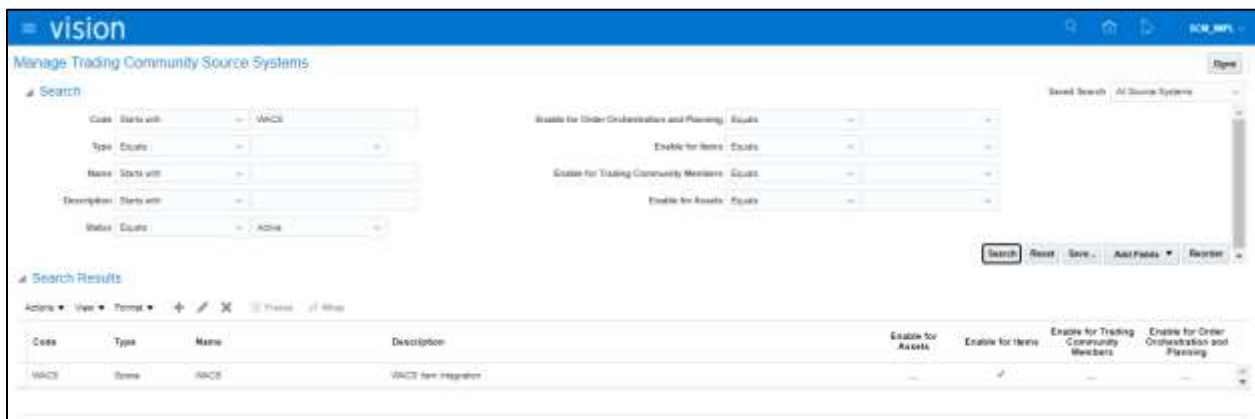 vision
SCM_IMPL
Manage Trading Community Source Systems
Done
Search
Saved Search All Source Systems
Code Starts with WACS
Enable for Order Orchestration and Planning Equals
Type Equals
Enable for Items Equals
Name Starts with
Enable for Trading Community Members Equals
Description Starts with
Enable for Assets Equals
Status Equals Active
Search Reset Save... Add Fields Reorder
Search Results
Actions View Format Freeze Wrap
Code Type Name Description Enable for Assets Enable for Items Enable for Trading Community Members Enable for Order Orchestration and Planning
WACS Spoke WACS WACS Item Integration